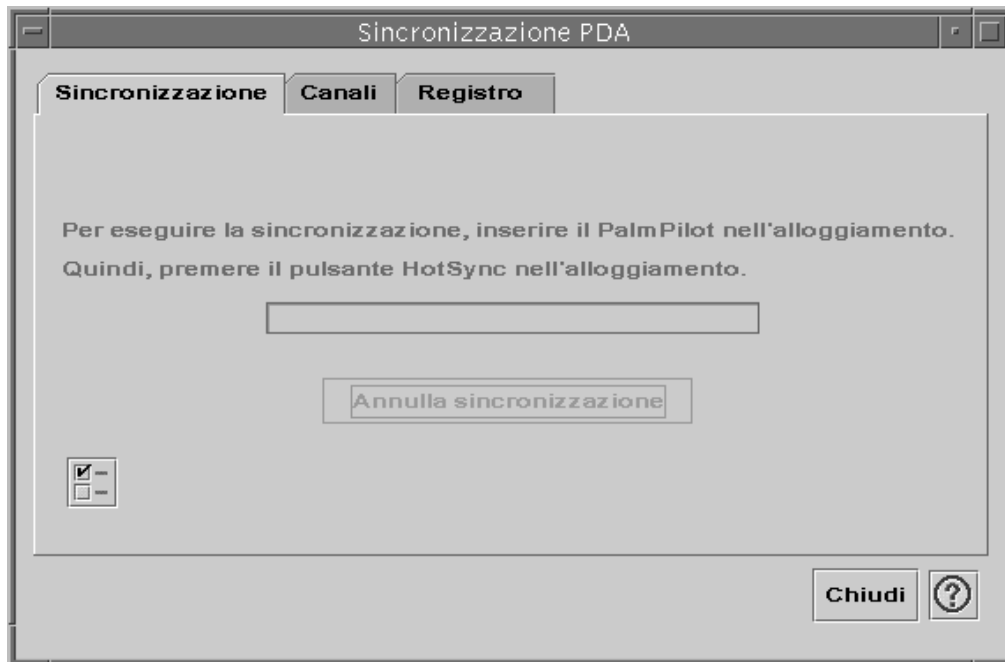 Sincronizzazione PDA
Sincronizzazione Canali Registro
Per eseguire la sincronizzazione, inserire il PalmPilot nell'alloggiamento.
Quindi, premere il pulsante HotSync nell'alloggiamento.
Annulla sincronizzazione
Chiudi ?